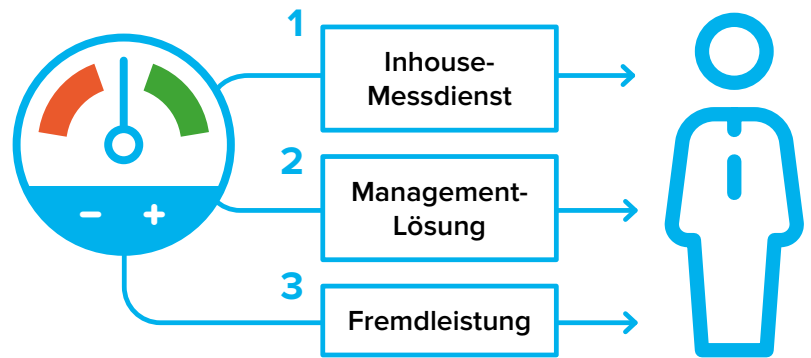 1
Inhouse-
Messdienst
2
Management-
Lösung
3
Fremdleistung